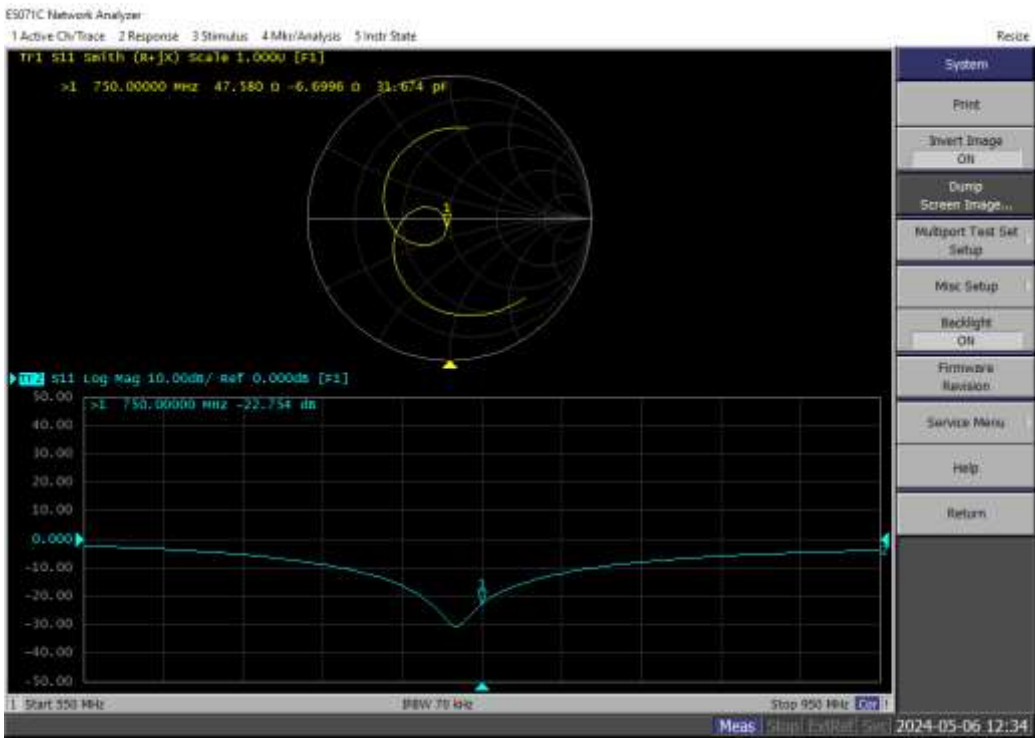 E5071C Network Analyzer
1 Active Ch/Trace 2 Response 3 Stimulus 4 Mkr/Analysis 5 Instr State
Resize
Tr1 S11 Smith (R+jX) Scale 1.000U [F1]
>1 750.00000 MHz 47.580 Ω -6.6996 Ω 31.674 pF
1
Tr2 S11 Log Mag 10.00dB/ Ref 0.000dB [F1]
>1 750.00000 MHz -22.754 dB
50.00
40.00
30.00
20.00
10.00
0.000
-10.00
-20.00
-30.00
-40.00
-50.00
1
1 Start 550 MHz
IFBW 70 kHz
Stop 950 MHz Cor !
Meas Stop ExtRef Svc 2024-05-06 12:34
System
Print
Invert Image
ON
Dump
Screen Image...
Multiport Test Set
Setup
Misc Setup
Backlight
ON
Firmware
Revision
Service Menu
Help
Return